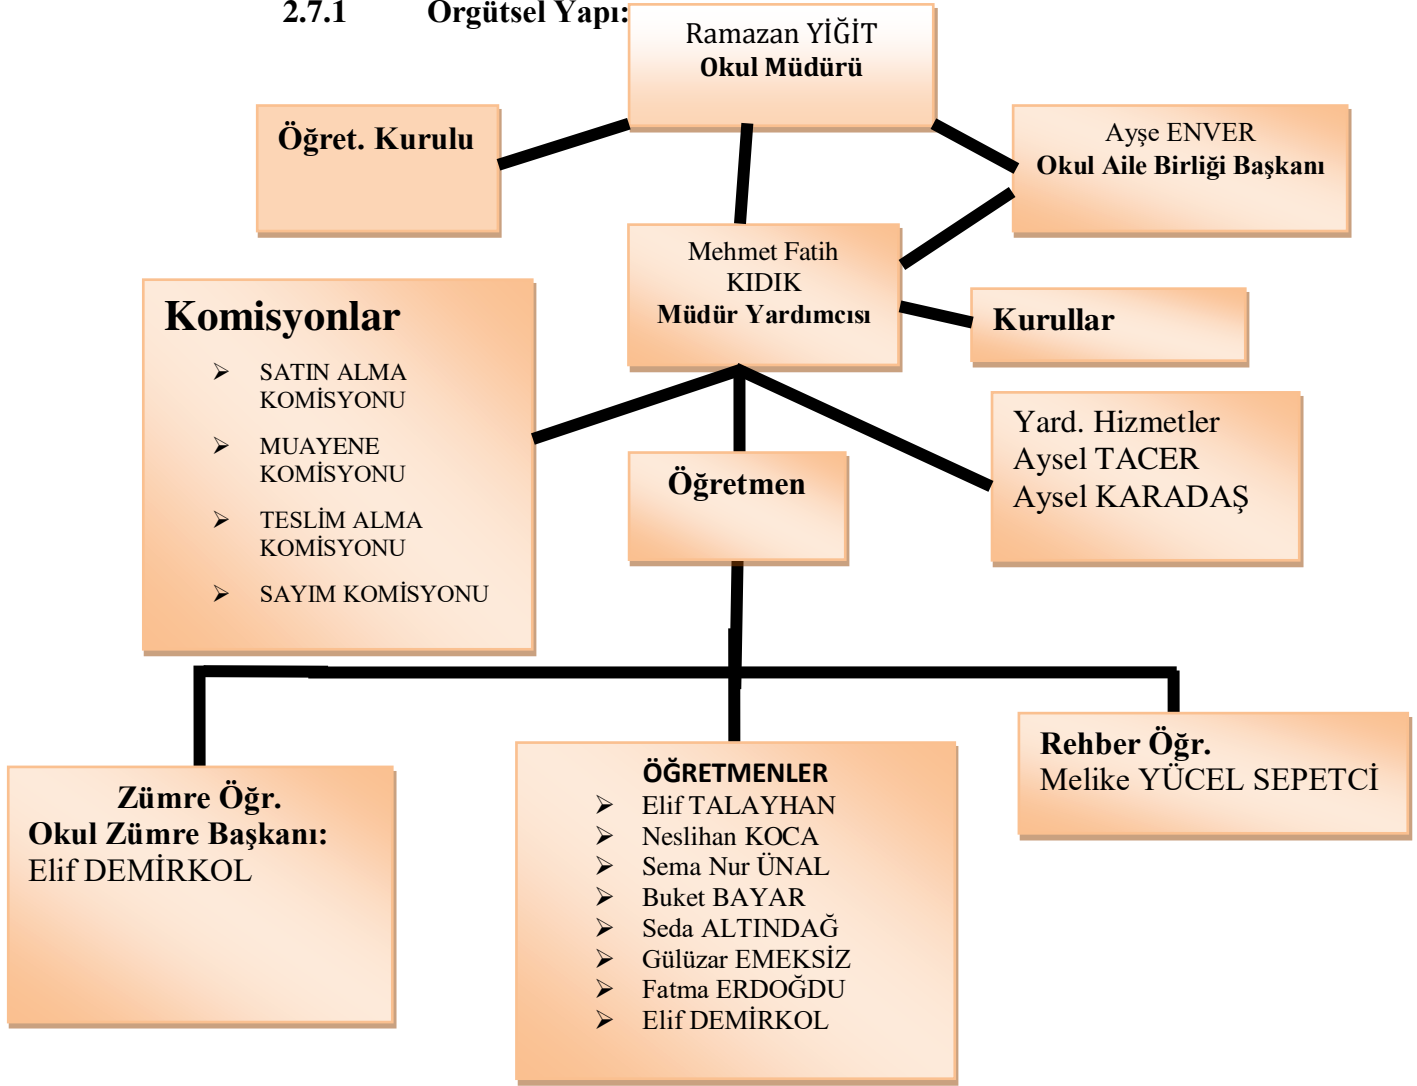 2.7.1 Örgütsel Yapı:
Ramazan YİĞİT
Okul Müdürü
Öğret. Kurulu
Ayşe ENVER
Okul Aile Birliği Başkanı
Mehmet Fatih
KIDIK
Müdür Yardımcısı
Kurullar
Komisyonlar
➢ SATIN ALMA
KOMİSYONU
➢ MUAYENE
KOMİSYONU
➢ TESLİM ALMA
KOMİSYONU
➢ SAYIM KOMİSYONU
Öğretmen
Yard. Hizmetler
Aysel TACER
Aysel KARADAŞ
Zümre Öğr.
Okul Zümre Başkanı:
Elif DEMİRKOL
ÖĞRETMENLER
➢ Elif TALAYHAN
➢ Neslihan KOCA
➢ Sema Nur ÜNAL
➢ Buket BAYAR
➢ Seda ALTINDAĞ
➢ Gülüzar EMEKSİZ
➢ Fatma ERDOĞDU
➢ Elif DEMİRKOL
Rehber Öğr.
Melike YÜCEL SEPETCİ